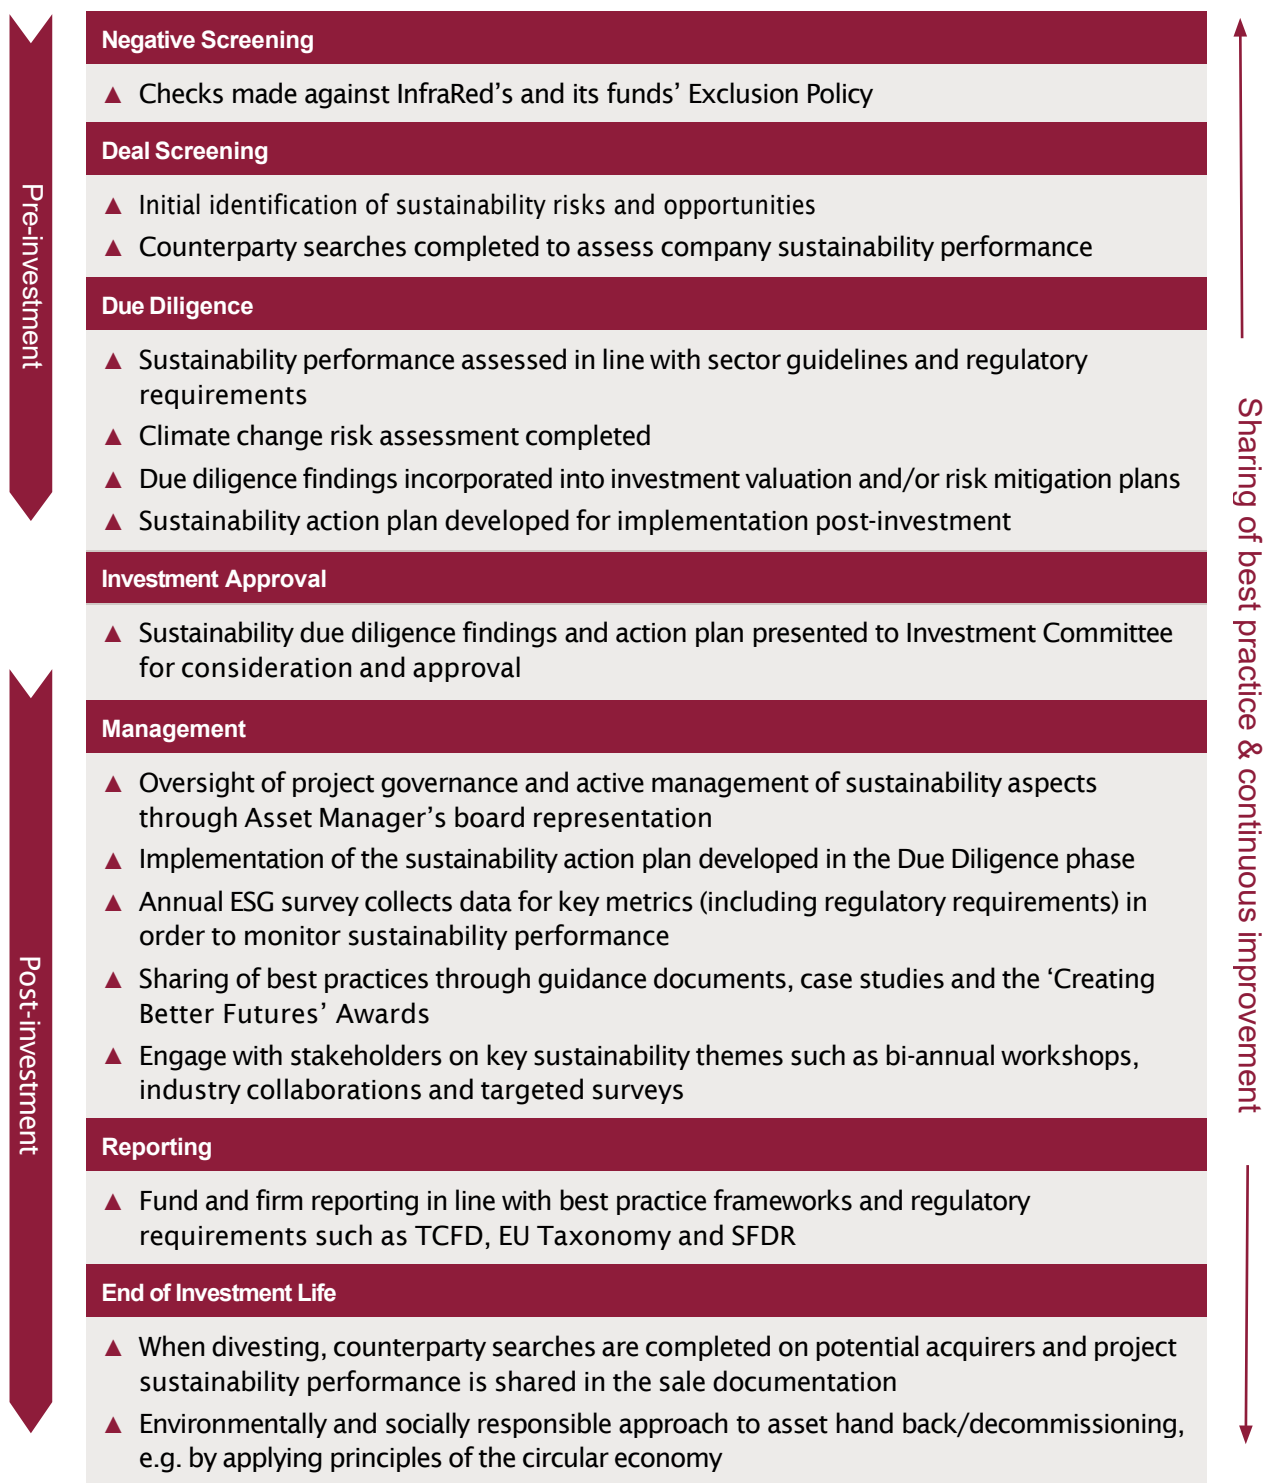 Negative Screening
▲ Checks made against InfraRed’s and its funds’ Exclusion Policy
Deal Screening
▲ Initial identification of sustainability risks and opportunities
▲ Counterparty searches completed to assess company sustainability performance
Due Diligence
▲ Sustainability performance assessed in line with sector guidelines and regulatory
requirements
▲ Climate change risk assessment completed
▲ Due diligence findings incorporated into investment valuation and/or risk mitigation plans
▲ Sustainability action plan developed for implementation post-investment
Pre-investment
Investment Approval
▲ Sustainability due diligence findings and action plan presented to Investment Committee
for consideration and approval
Management
▲ Oversight of project governance and active management of sustainability aspects
through Asset Manager’s board representation
▲ Implementation of the sustainability action plan developed in the Due Diligence phase
▲ Annual ESG survey collects data for key metrics (including regulatory requirements) in
order to monitor sustainability performance
▲ Sharing of best practices through guidance documents, case studies and the ‘Creating
Better Futures’ Awards
▲ Engage with stakeholders on key sustainability themes such as bi-annual workshops,
industry collaborations and targeted surveys
Reporting
▲ Fund and firm reporting in line with best practice frameworks and regulatory
requirements such as TCFD, EU Taxonomy and SFDR
End of Investment Life
▲ When divesting, counterparty searches are completed on potential acquirers and project
sustainability performance is shared in the sale documentation
▲ Environmentally and socially responsible approach to asset hand back/decommissioning,
e.g. by applying principles of the circular economy
Post-investment
Sharing of best practice & continuous improvement